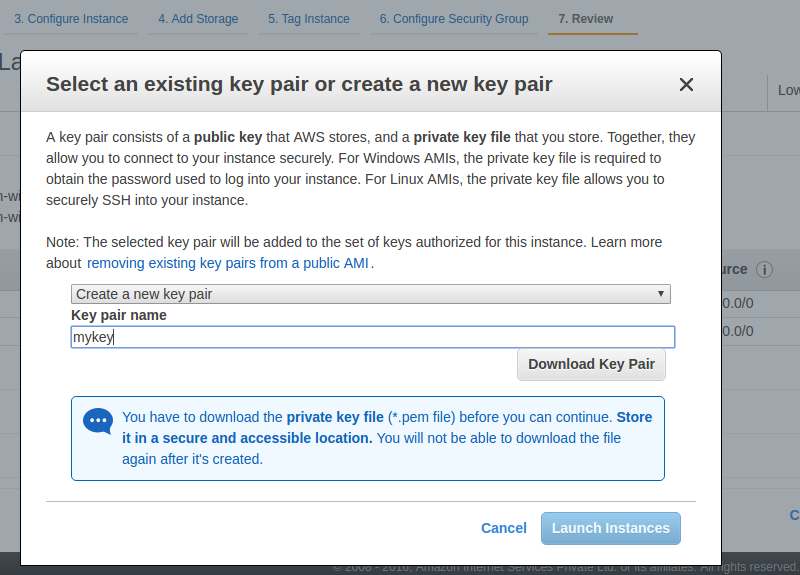 3. Configure Instance 4. Add Storage 5. Tag Instance 6. Configure Security Group 7. Review
La
Select an existing key pair or create a new key pair
Low
A key pair consists of a public key that AWS stores, and a private key file that you store. Together, they
allow you to connect to your instance securely. For Windows AMIs, the private key file is required to
obtain the password used to log into your instance. For Linux AMIs, the private key file allows you to
securely SSH into your instance.
n-wi
n-wi
Note: The selected key pair will be added to the set of keys authorized for this instance. Learn more
about removing existing key pairs from a public AMI .
urce
Create a new key pair
0.0/0
Key pair name
mykey
0.0/0
Download Key Pair
You have to download the private key file (*.pem file) before you can continue. Store
it in a secure and accessible location. You will not be able to download the file
again after it's created.
C
Cancel Launch Instances
© 2008 - 2016, Amazon Internet Services Private Ltd. or its affiliates. All rights reserved.